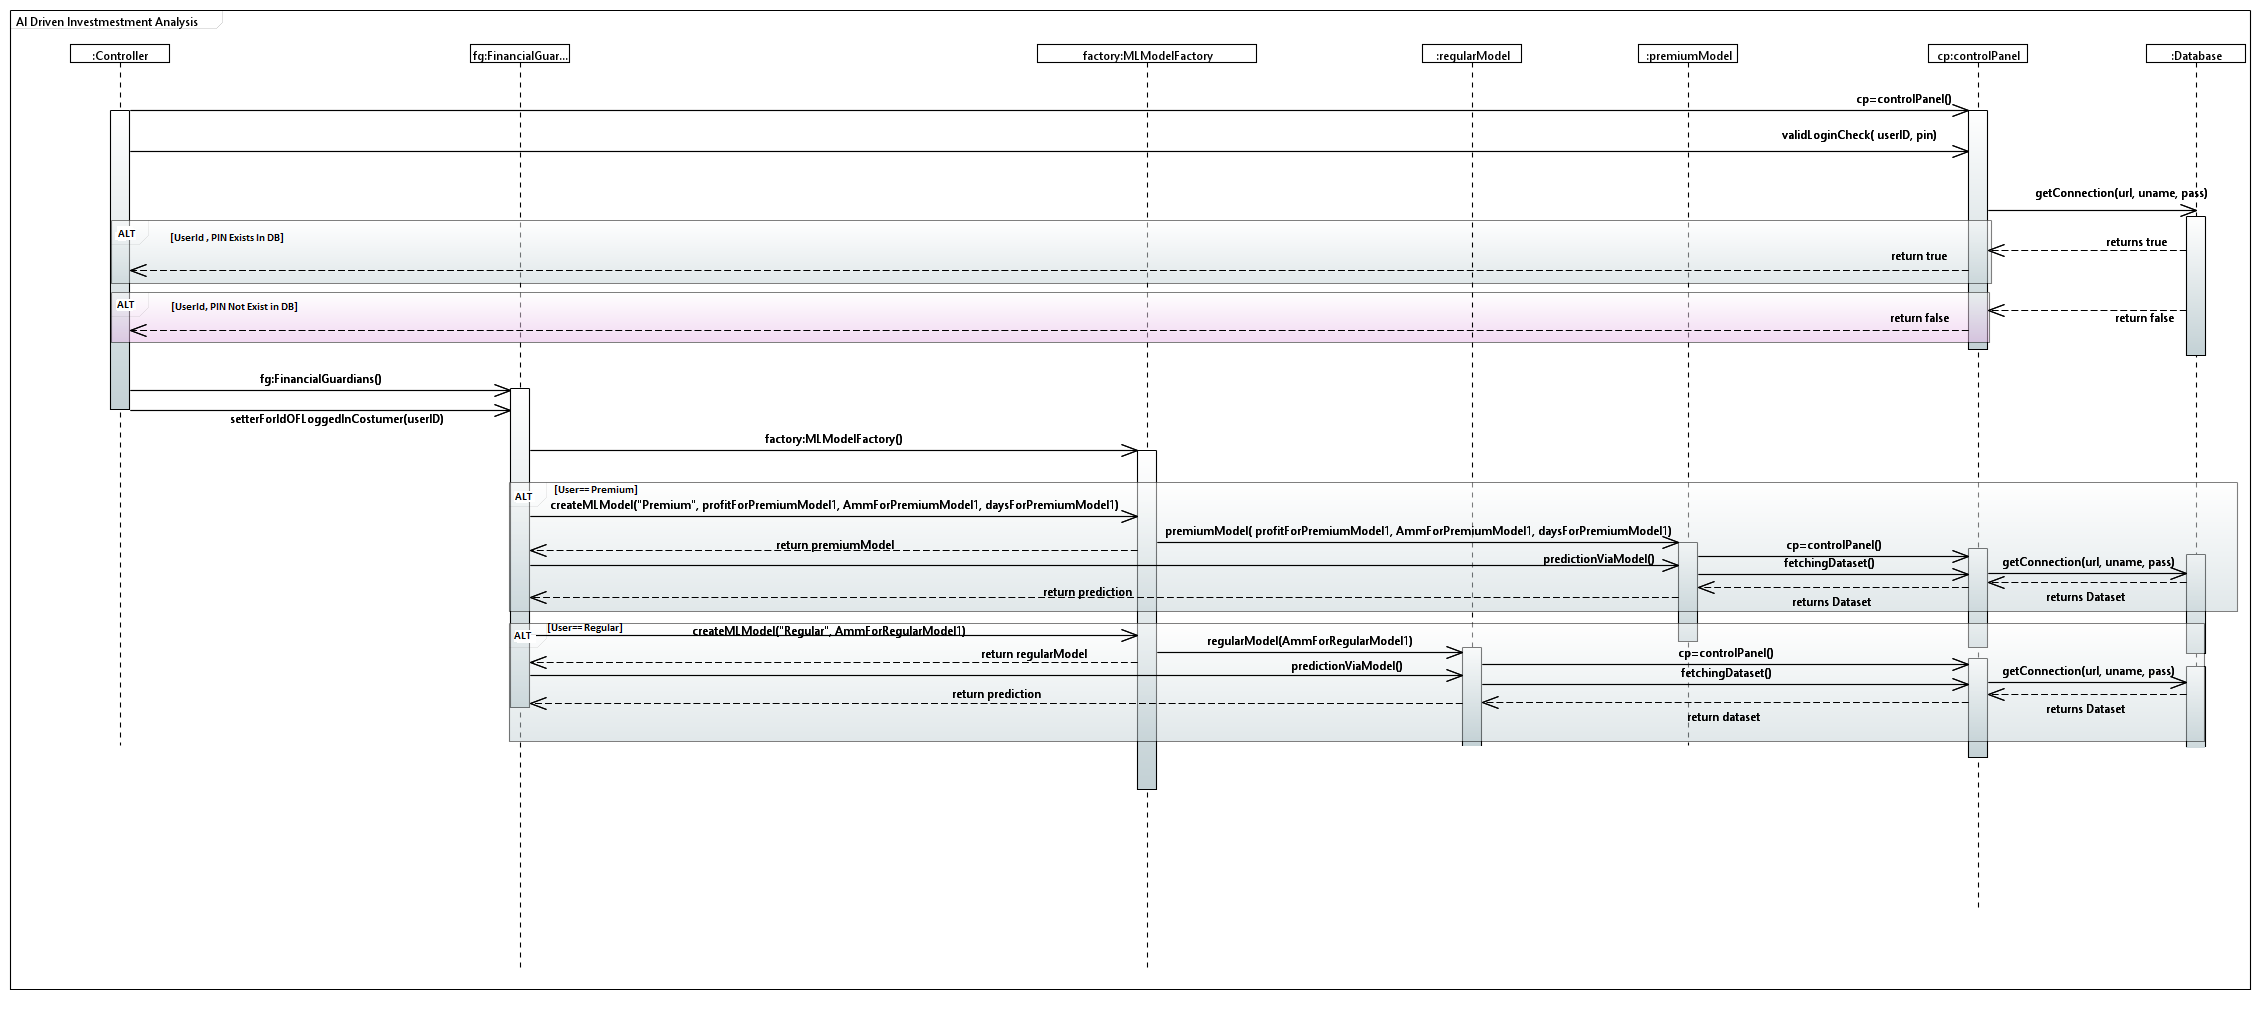 AI Driven Investmestment Analysis
:Controller
fg:FinancialGuar...
factory:MLModelFactory
:regularModel
:premiumModel
cp:controlPanel
:Database
cp=controlPanel()
validLoginCheck( userID, pin)
getConnection(url, uname, pass)
ALT
[UserId , PIN Exists In DB]
returns true
return true
ALT
[UserId, PIN Not Exist in DB]
return false
return false
fg:FinancialGuardians()
setterForIdOFLoggedInCostumer(userID)
factory:MLModelFactory()
ALT
[User== Premium]
createMLModel("Premium", profitForPremiumModel1, AmmForPremiumModel1, daysForPremiumModel1)
premiumModel( profitForPremiumModel1, AmmForPremiumModel1, daysForPremiumModel1)
return premiumModel
cp=controlPanel()
predictionViaModel()
fetchingDataset()
getConnection(url, uname, pass)
return prediction
returns Dataset
returns Dataset
ALT
[User== Regular]
createMLModel("Regular", AmmForRegularModel1)
regularModel(AmmForRegularModel1)
return regularModel
cp=controlPanel()
predictionViaModel()
fetchingDataset()
getConnection(url, uname, pass)
return prediction
return dataset
returns Dataset